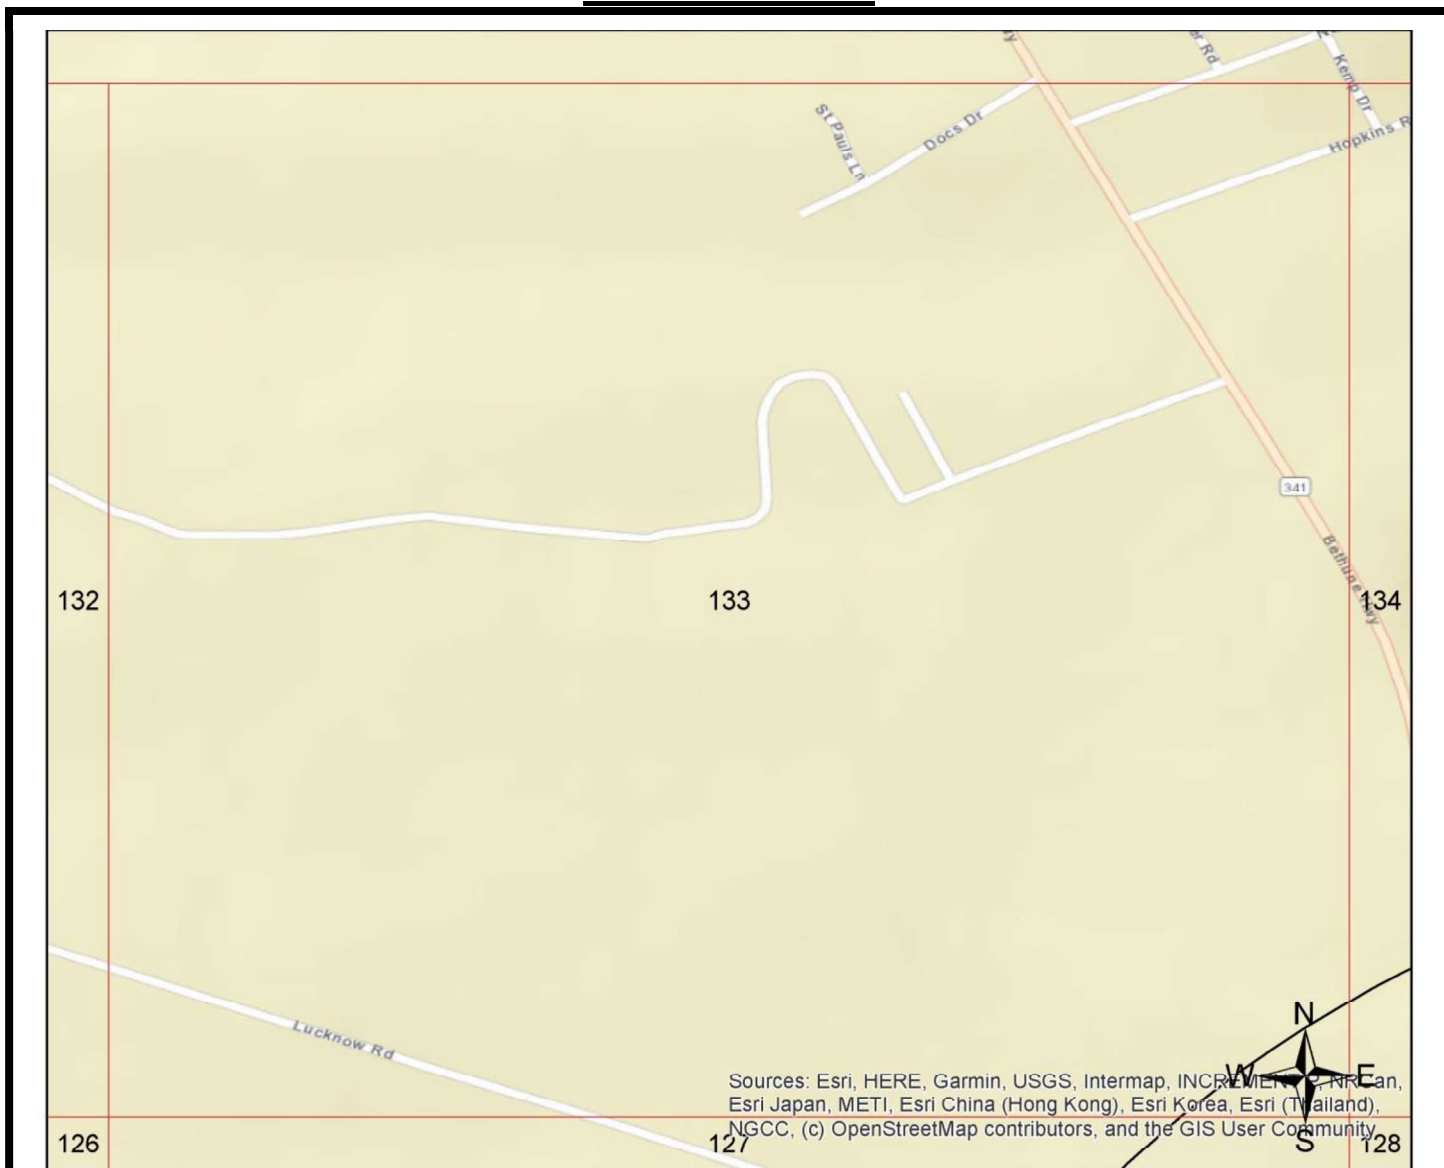 er Rd
Kemp Dr
St Pauls Ln
Docs Dr
Hopkins R
341
Bethune Hwy
132
133
134
Lucknow Rd
N
W
E
S
Sources: Esri, HERE, Garmin, USGS, Intermap, INCREMENT P, NRCan,
Esri Japan, METI, Esri China (Hong Kong), Esri Korea, Esri (Thailand),
NGCC, (c) OpenStreetMap contributors, and the GIS User Community
126
127
128